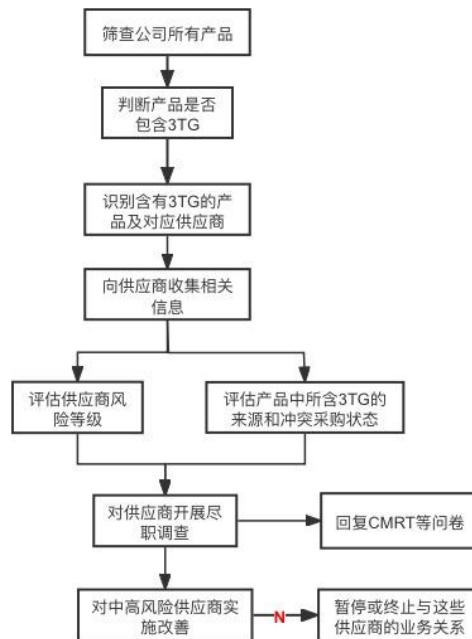 筛查公司所有产品
判断产品是否
包含3TG
识别含有3TG的产
品及对应供应商
向供应商收集相关
信息
评估供应商风
险等级
评估产品中所含3TG的
来源和冲突采购状态
对供应商开展尽
职调查
回复CMRT等问卷
对中高风险供应商实
施改善
N
暂停或终止与这些
供应商的业务关系